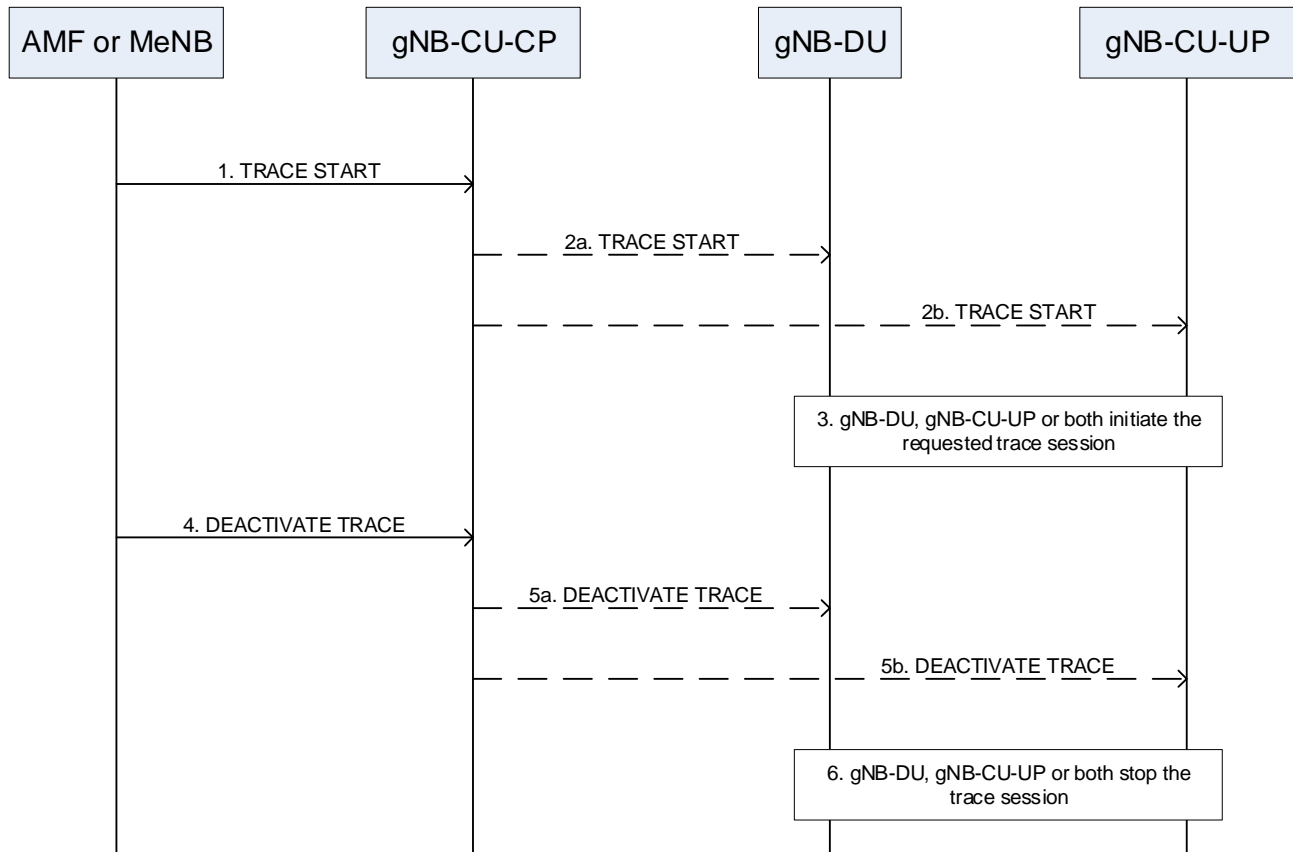 AMF or MeNB
gNB-CU-CP
gNB-DU
gNB-CU-UP
1. TRACE START
2a. TRACE START
2b. TRACE START
3. gNB-DU, gNB-CU-UP or both initiate the
requested trace session
4. DEACTIVATE TRACE
5a. DEACTIVATE TRACE
5b. DEACTIVATE TRACE
6. gNB-DU, gNB-CU-UP or both stop the
trace session